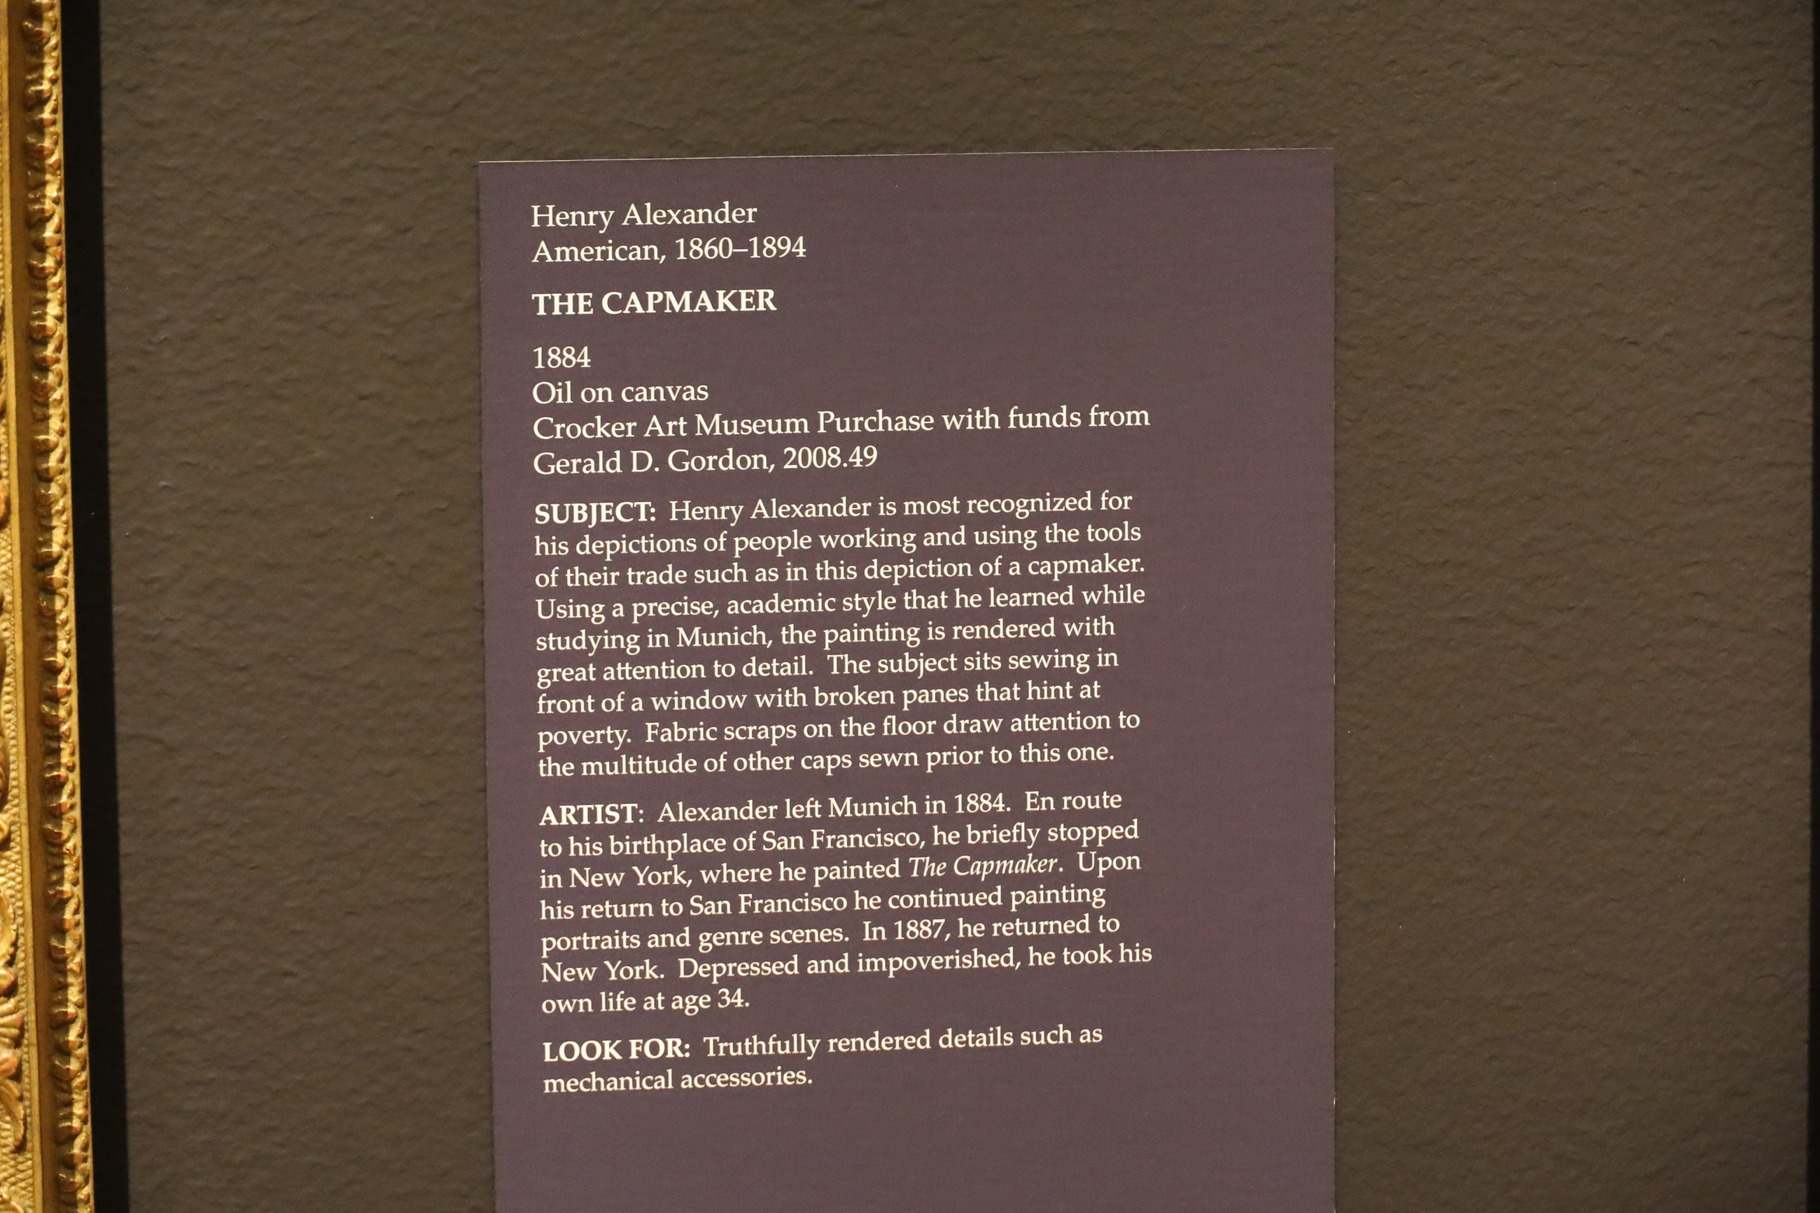 Henry Alexander
American, 1860–1894
THE CAPMAKER
1884
Oil on canvas
Crocker Art Museum Purchase with funds from
Gerald D. Gordon, 2008.49
SUBJECT: Henry Alexander is most recognized for
his depictions of people working and using the tools
of their trade such as in this depiction of a capmaker.
Using a precise, academic style that he learned while
studying in Munich, the painting is rendered with
great attention to detail. The subject sits sewing in
front of a window with broken panes that hint at
poverty. Fabric scraps on the floor draw attention to
the multitude of other caps sewn prior to this one.
ARTIST: Alexander left Munich in 1884. En route
to his birthplace of San Francisco, he briefly stopped
in New York, where he painted The Capmaker. Upon
his return to San Francisco he continued painting
portraits and genre scenes. In 1887, he returned to
New York. Depressed and impoverished, he took his
own life at age 34.
LOOK FOR: Truthfully rendered details such as
mechanical accessories.